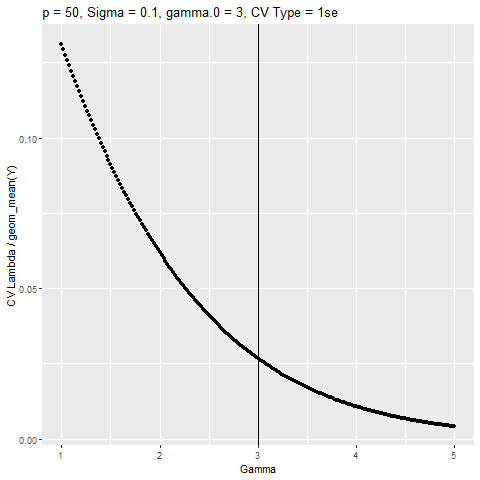 p = 50, Sigma = 0.1, gamma.0 = 3, CV Type = 1se
CV Lambda / geom_mean(Y)
0.10
0.05
0.00
1 2 3 4 5
Gamma